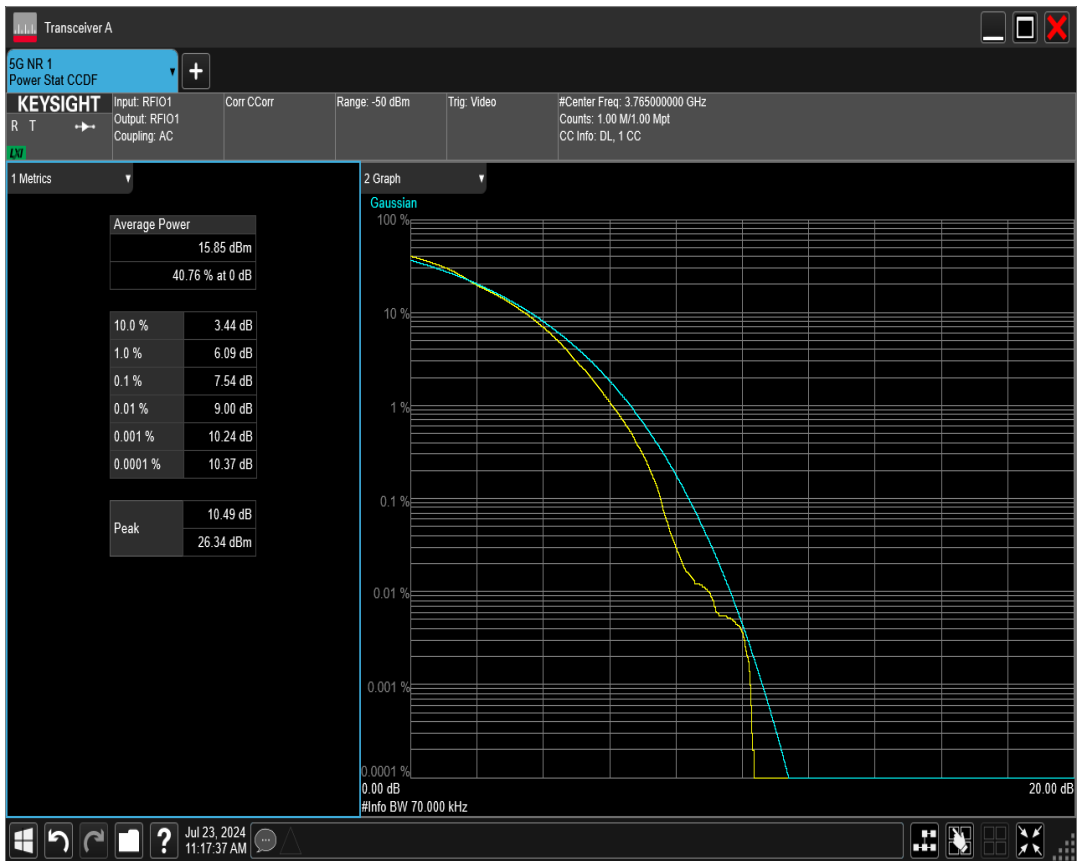 Transceiver A
5G NR 1
Power Stat CCDF
KEYSIGHT
R T
LXI
Input: RFIO1
Output: RFIO1
Coupling: AC
Corr CCorr
Range: -50 dBm
Trig: Video
#Center Freq: 3.765000000 GHz
Counts: 1.00 M/1.00 Mpt
CC Info: DL, 1 CC
1 Metrics
Average Power
15.85 dBm
40.76 % at 0 dB
10.0 % 3.44 dB
1.0 % 6.09 dB
0.1 % 7.54 dB
0.01 % 9.00 dB
0.001 % 10.24 dB
0.0001 % 10.37 dB
Peak 10.49 dB
26.34 dBm
2 Graph
Gaussian
100 %
10 %
1 %
0.1 %
0.01 %
0.001 %
0.0001 %
0.00 dB 20.00 dB
#Info BW 70.000 kHz
?
Jul 23, 2024
11:17:37 AM